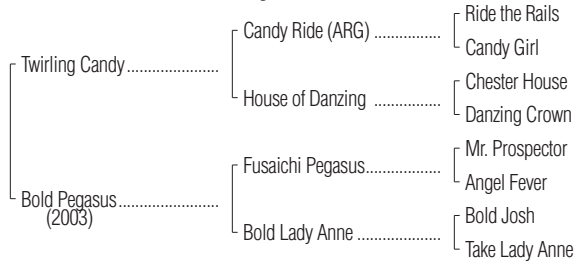 Ride the Rails
Candy Ride (ARG) ................
Candy Girl
Twirling Candy ......................
Chester House
House of Danzing ................
Danzing Crown
Mr. Prospector
Fusaichi Pegasus..................
Angel Fever
Bold Pegasus........................
(2003)
Bold Josh
Bold Lady Anne ....................
Take Lady Anne